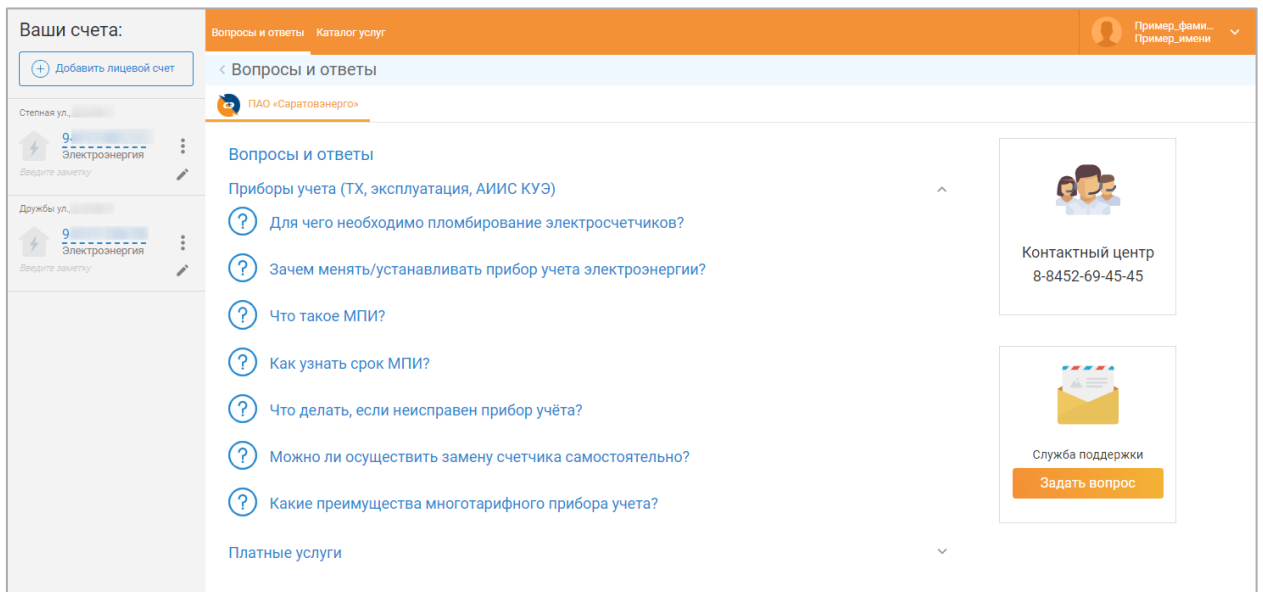 Ваши счета:
Добавить лицевой счет
Степная ул.,
9
Электроэнергия
Введите заметку
Дружбы ул.,
9
Электроэнергия
Введите заметку
Вопросы и ответы Каталог услуг
Пример_фами...
Пример_имени
< Вопросы и ответы
ПАО «Саратовэнерго»
Вопросы и ответы
Приборы учета (ТХ, эксплуатация, АИИС КУЭ)
? Для чего необходимо пломбирование электросчетчиков?
? Зачем менять/устанавливать прибор учета электроэнергии?
? Что такое МПИ?
? Как узнать срок МПИ?
? Что делать, если неисправен прибор учёта?
? Можно ли осуществить замену счетчика самостоятельно?
? Какие преимущества многотарифного прибора учета?
Платные услуги
Контактный центр
8-8452-69-45-45
Служба поддержки
Задать вопрос